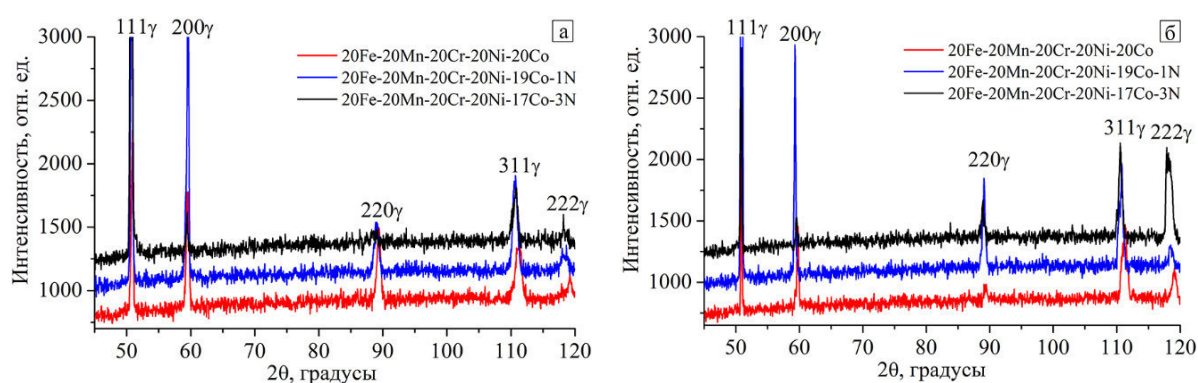 а
111γ
200γ
220γ
311γ
222γ
20Fe-20Mn-20Cr-20Ni-20Co
20Fe-20Mn-20Cr-20Ni-19Co-1N
20Fe-20Mn-20Cr-20Ni-17Co-3N
Интенсивность, отн. ед.
3000
2500
2000
1500
1000
50
60
70
80
90
100
110
120
2θ, градусы
б
111γ
200γ
220γ
311γ
222γ
20Fe-20Mn-20Cr-20Ni-20Co
20Fe-20Mn-20Cr-20Ni-19Co-1N
20Fe-20Mn-20Cr-20Ni-17Co-3N
Интенсивность, отн. ед.
3000
2500
2000
1500
1000
50
60
70
80
90
100
110
120
2θ, градусы